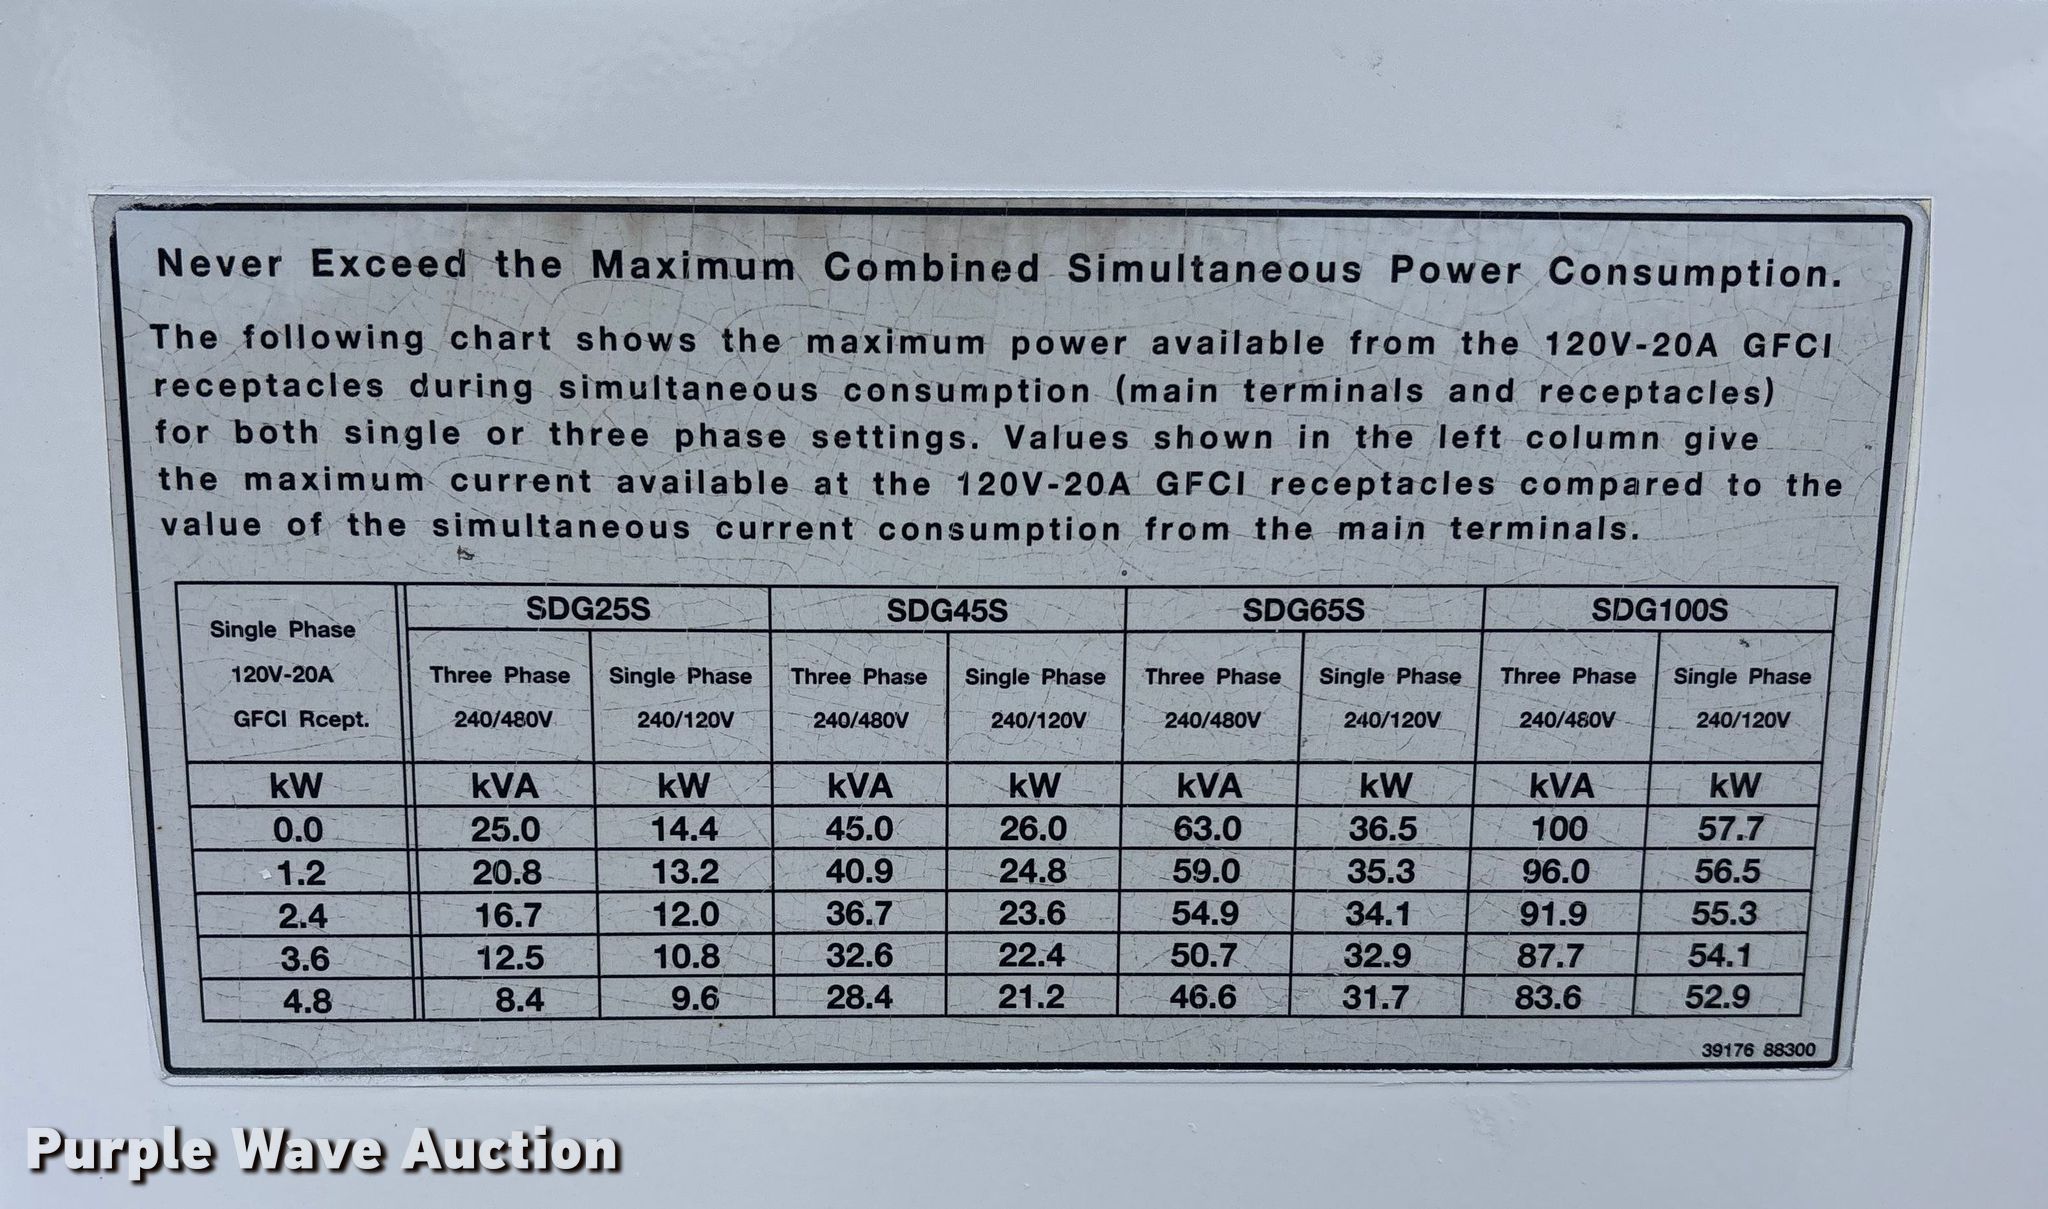 Never Exceed the Maximum Combined Simultaneous Power Consumption.
The following chart shows the maximum power available from the 120V-20A GFCI
receptacles during simultaneous consumption (main terminals and receptacles)
for both single or three phase settings. Values shown in the left column give
the maximum current available at the 120V-20A GFCI receptacles compared to the
value of the simultaneous current consumption from the main terminals.
Single Phase 120V-20A GFCI Rcept. SDG25S SDG45S SDG65S SDG100S
Three Phase Single Phase Three Phase Single Phase Three Phase Single Phase Three Phase Single Phase
240/480V 240/120V 240/480V 240/120V 240/480V 240/120V 240/480V 240/120V
kW kVA kW kVA kW kVA kW kVA kW
0.0 25.0 14.4 45.0 26.0 63.0 36.5 100 57.7
1.2 20.8 13.2 40.9 24.8 59.0 35.3 96.0 56.5
2.4 16.7 12.0 36.7 23.6 54.9 34.1 91.9 55.3
3.6 12.5 10.8 32.6 22.4 50.7 32.9 87.7 54.1
4.8 8.4 9.6 28.4 21.2 46.6 31.7 83.6 52.9
39176 88300
Purple Wave Auction